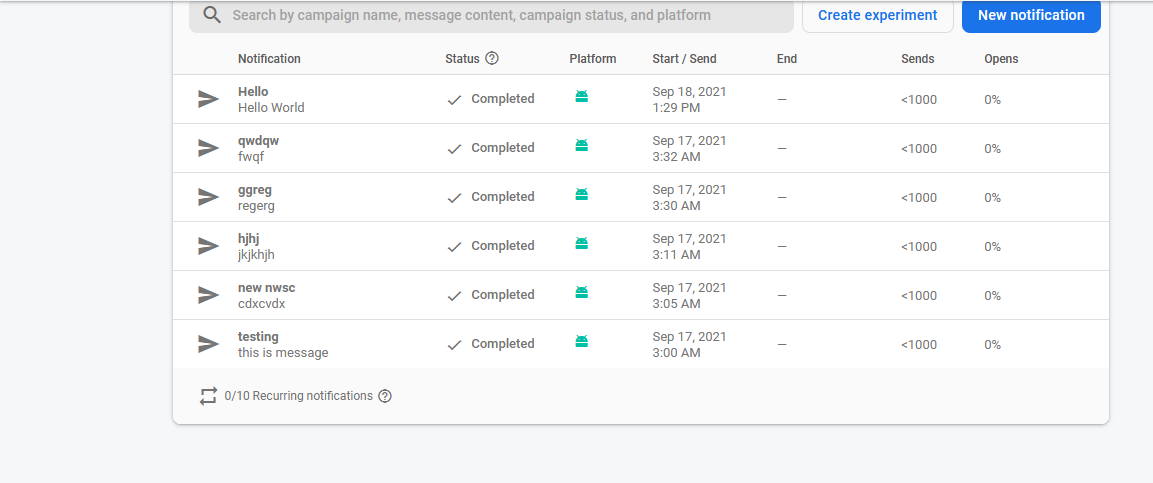 Search by campaign name, message content, campaign status, and platform
Create experiment
New notification
Notification Status Platform Start / Send End Sends Opens
Hello
Hello World
Completed
Sep 18, 2021
1:29 PM
—
<1000
0%
qwdqw
fwqf
Completed
Sep 17, 2021
3:32 AM
—
<1000
0%
ggreg
regerg
Completed
Sep 17, 2021
3:30 AM
—
<1000
0%
hjhj
jkjkhjh
Completed
Sep 17, 2021
3:11 AM
—
<1000
0%
new nwsc
cdxcvdx
Completed
Sep 17, 2021
3:05 AM
—
<1000
0%
testing
this is message
Completed
Sep 17, 2021
3:00 AM
—
<1000
0%
0/10 Recurring notifications